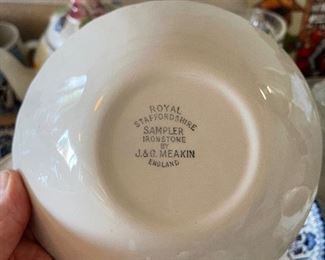 ROYAL
STAFFORDSHIRE
SAMPLER
IRONSTONE
BY
J.&G. MEAKIN
ENGLAND